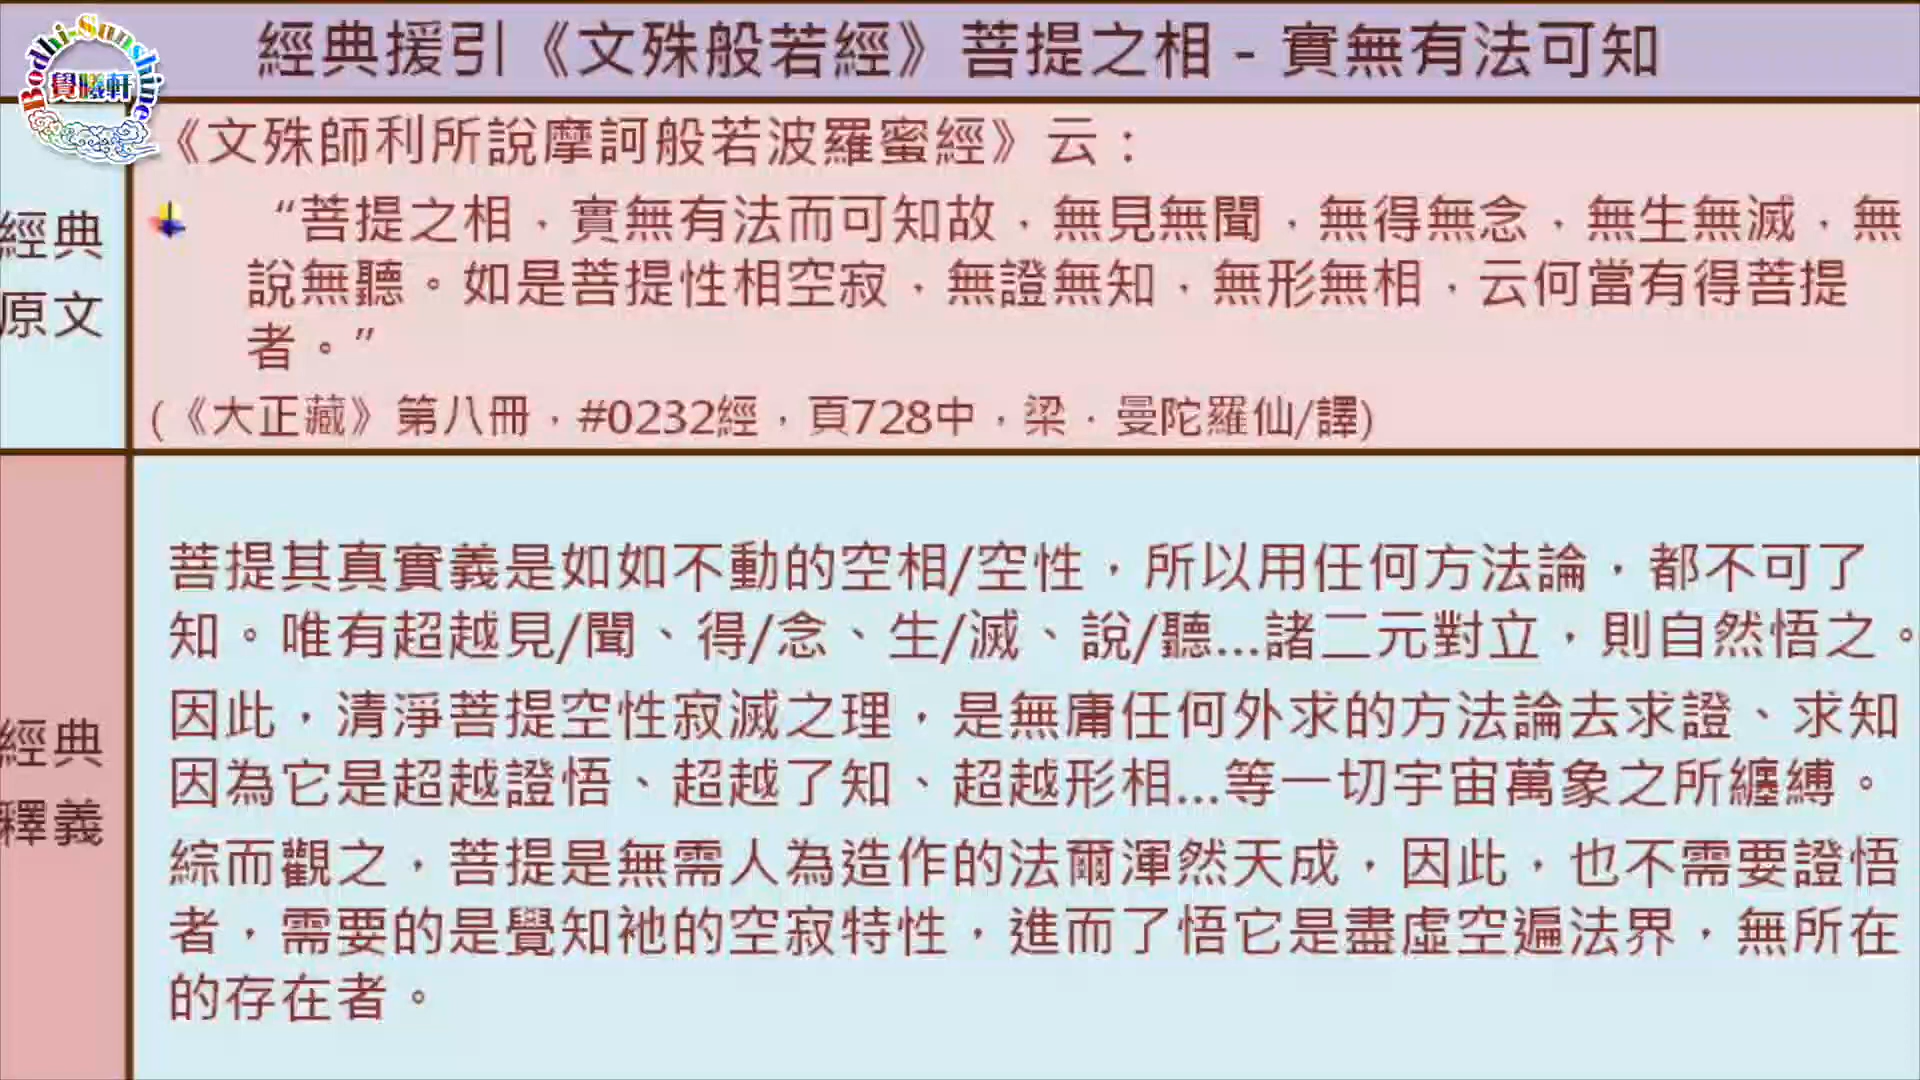 Bodhi-Sunshine
覺曦軒
經典援引《文殊般若經》菩提之相 - 實無有法可知
經典
原文
《文殊師利所說摩訶般若波羅蜜經》云：
“菩提之相，實無有法而可知故，無見無聞，無得無念，無生無滅，無
說無聽。如是菩提性相空寂，無證無知，無形無相，云何當有得菩提
者。”
(《大正藏》第八冊，#0232經，頁728中，梁．曼陀羅仙/譯)
經典
釋義
菩提其真實義是如如不動的空相/空性，所以用任何方法論，都不可了
知。唯有超越見/聞、得/念、生/滅、說/聽...諸二元對立，則自然悟之。
因此，清淨菩提空性寂滅之理，是無庸任何外求的方法論去求證、求知
因為它是超越證悟、超越了知、超越形相...等一切宇宙萬象之所纏縛。
綜而觀之，菩提是無需人為造作的法爾渾然天成，因此，也不需要證悟
者，需要的是覺知祂的空寂特性，進而了悟它是盡虛空遍法界，無所在
的存在者。